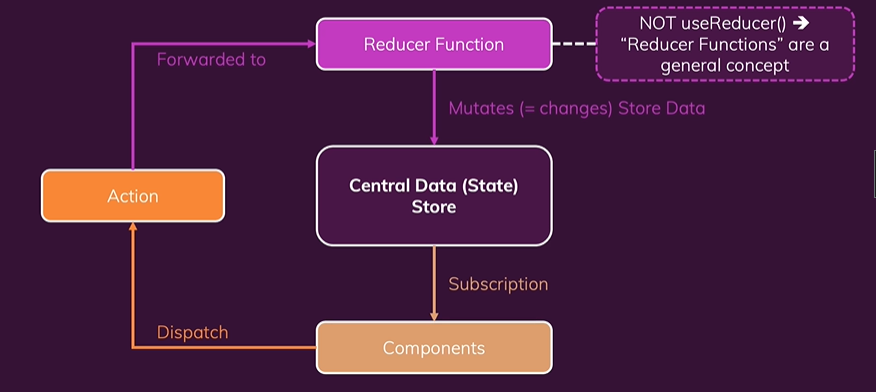 Reducer Function
NOT useReducer() ➔
“Reducer Functions” are a
general concept
Forwarded to
Mutates (= changes) Store Data
Action
Central Data (State)
Store
Subscription
Dispatch
Components